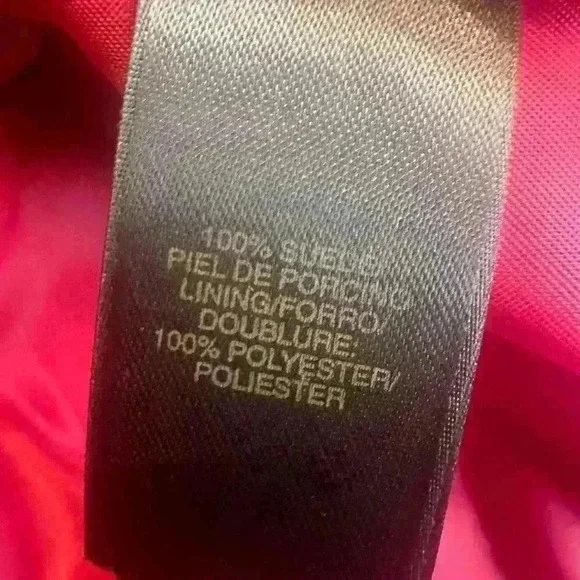 100% SUEDE/
PIEL DE PORCINO
LINING/FORRO/
DOUBLURE:
100% POLYESTER/
POLIESTER